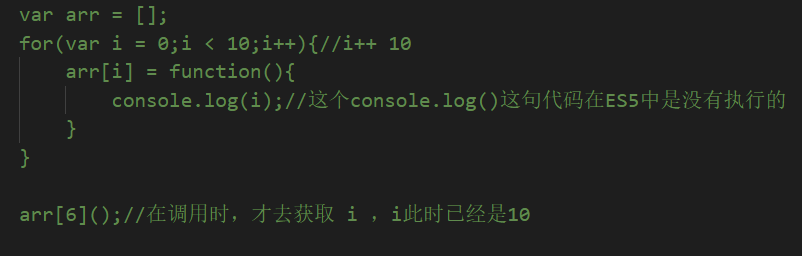 var arr = [];
for(var i = 0;i < 10;i++){//i++ 10
    arr[i] = function(){
        console.log(i);//这个console.log()这句代码在ES5中是没有执行的
    }
}
arr[6]();//在调用时，才去获取 i ，i此时已经是10